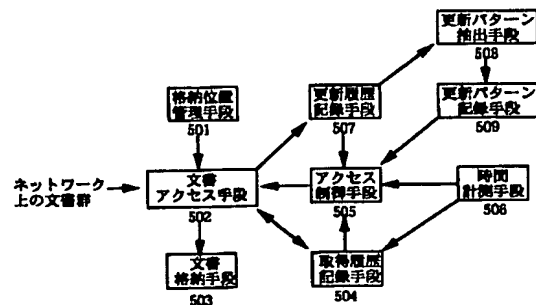 更新パターン
抽出手段
508
格納位置
管理手段
501
更新履歴
記録手段
507
更新パターン
記録手段
509
ネットワーク
上の文書群
文書
アクセス手段
502
アクセス
制御手段
505
時間
計測手段
506
文書
格納手段
503
取得履歴
記録手段
504